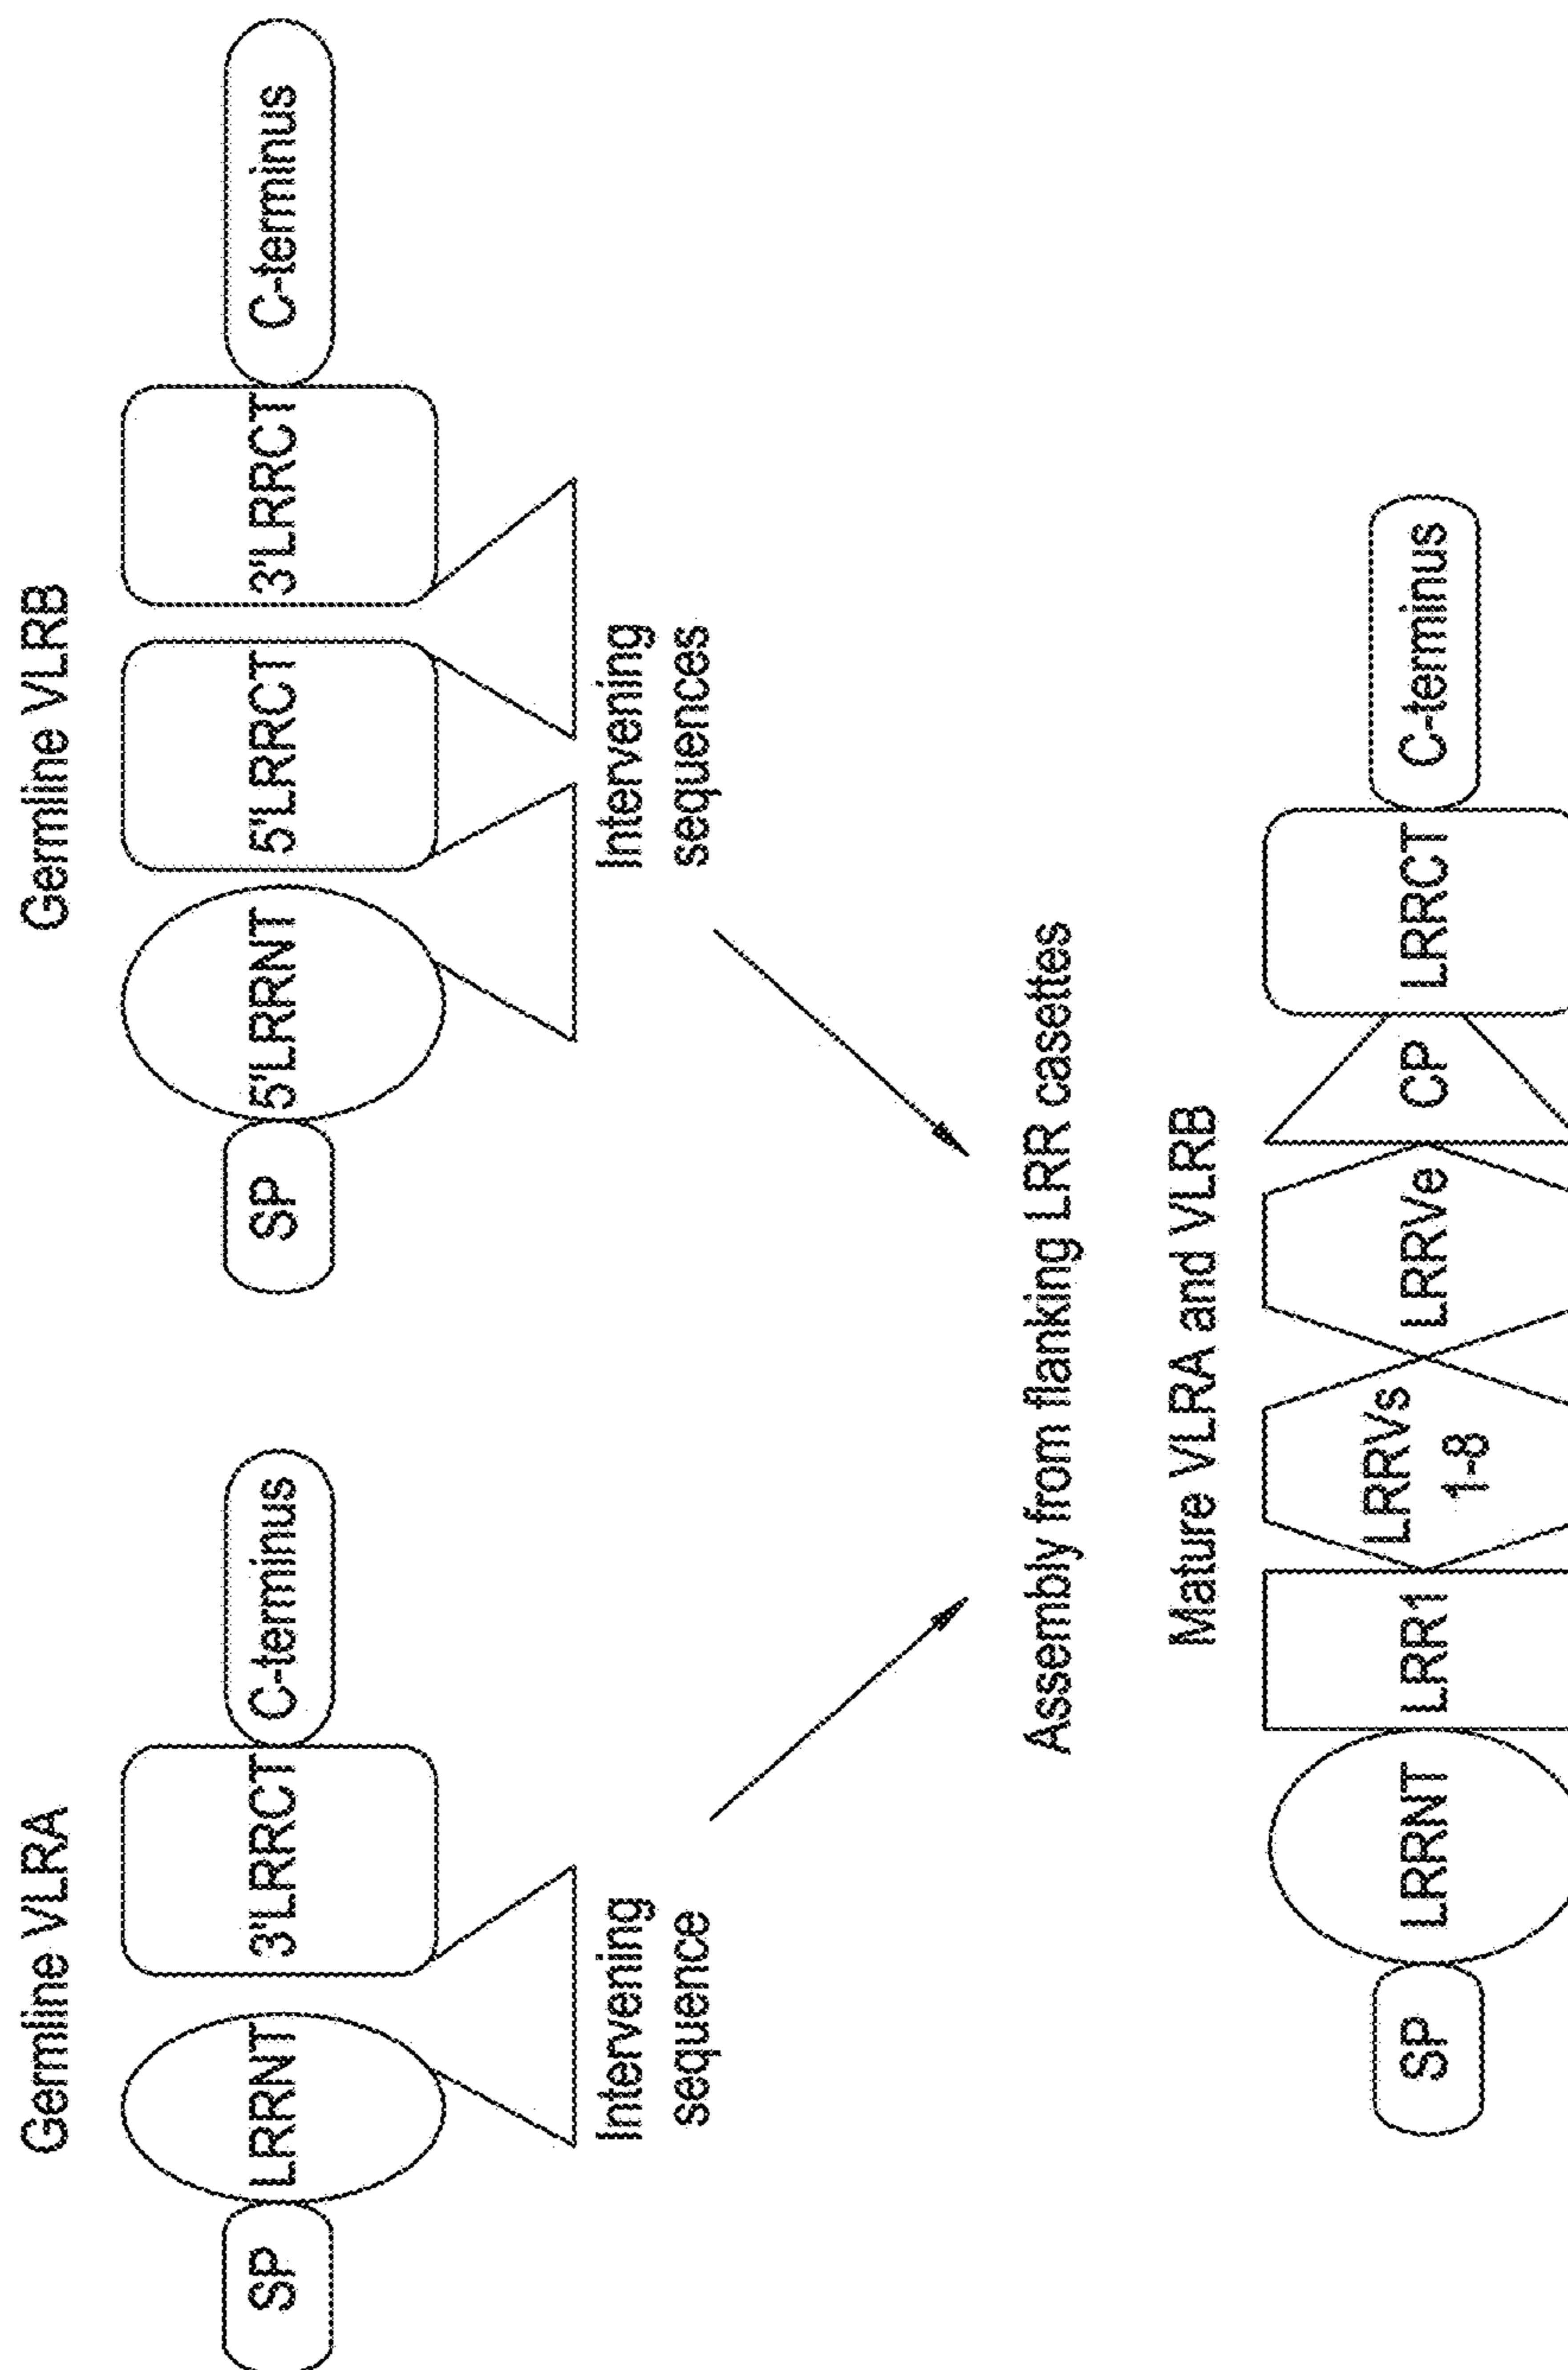 Germline VLRA
SP
LRRNT
3'LRRCT
C-terminus
Intervening
sequence
Germline VLRB
SP
5'LRRNT
5'LRRCT
3'LRRCT
C-terminus
Intervening
sequences
Assembly from flanking LRR casettes
Mature VLRA and VLRB
SP
LRRNT
LRR1
LRRVs
1-8
LRRVe
CP
LRRCT
C-terminus